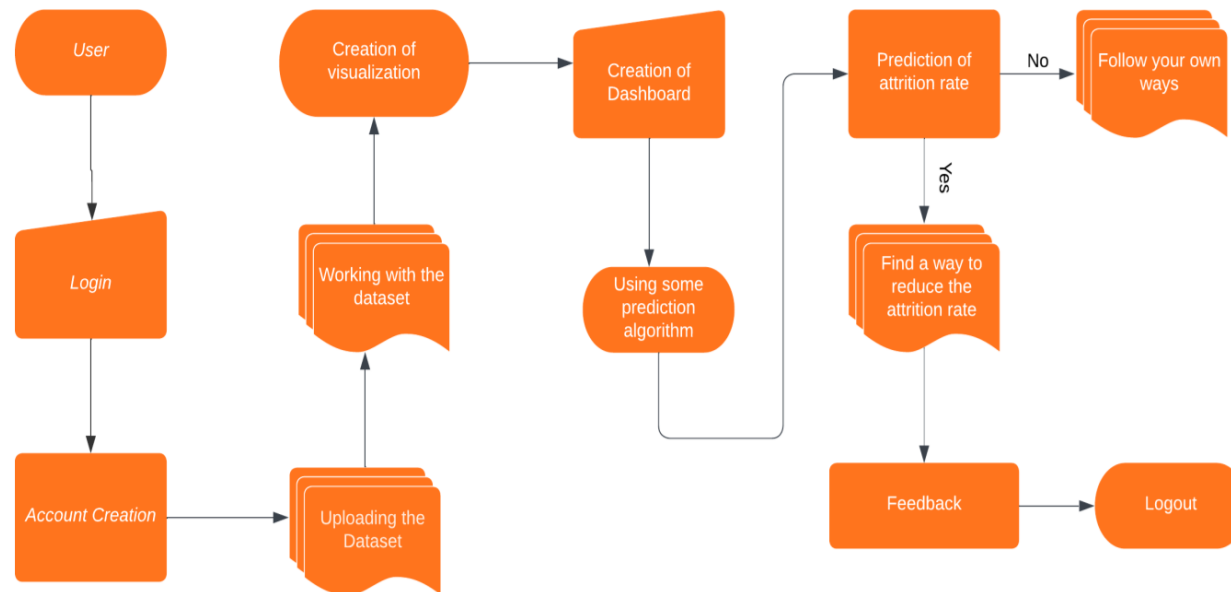 User
Login
Account Creation
Uploading the
Dataset
Working with the
dataset
Creation of
visualization
Creation of
Dashboard
Using some
prediction
algorithm
Prediction of
attrition rate
No
Follow your own
ways
Yes
Find a way to
reduce the
attrition rate
Feedback
Logout